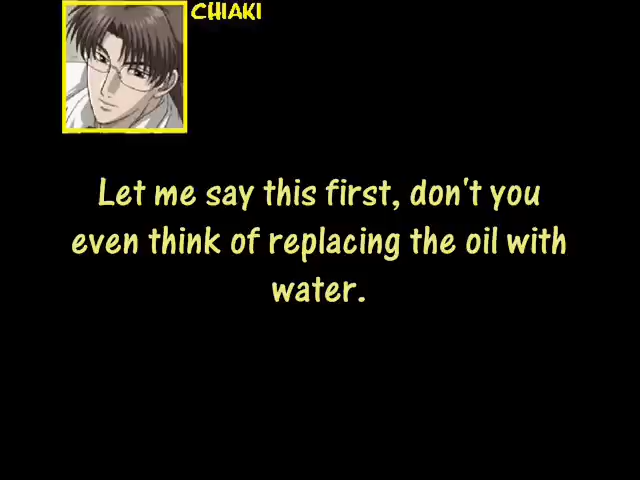 CHIAKI
Let me say this first, don't you
even think of replacing the oil with
water.